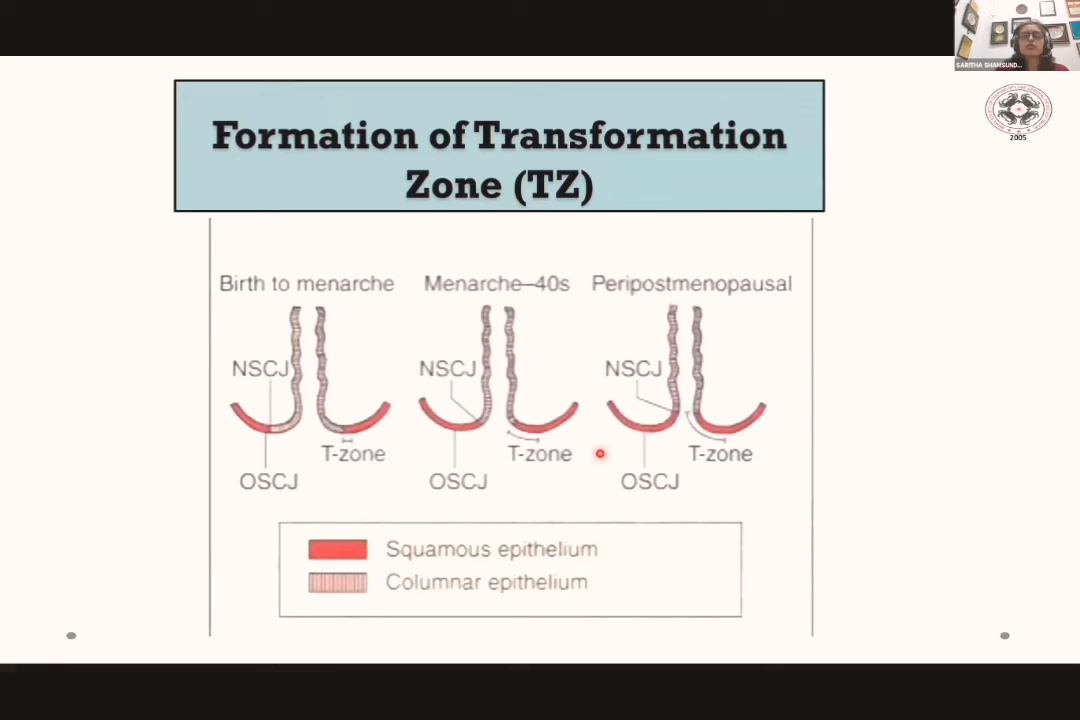 SARITHA SHAMSUND...
2005
Formation of Transformation
Zone (TZ)
Birth to menarche
Menarche–40s
Peripostmenopausal
NSCJ
NSCJ
NSCJ
T-zone
T-zone
T-zone
OSCJ
OSCJ
OSCJ
Squamous epithelium
Columnar epithelium